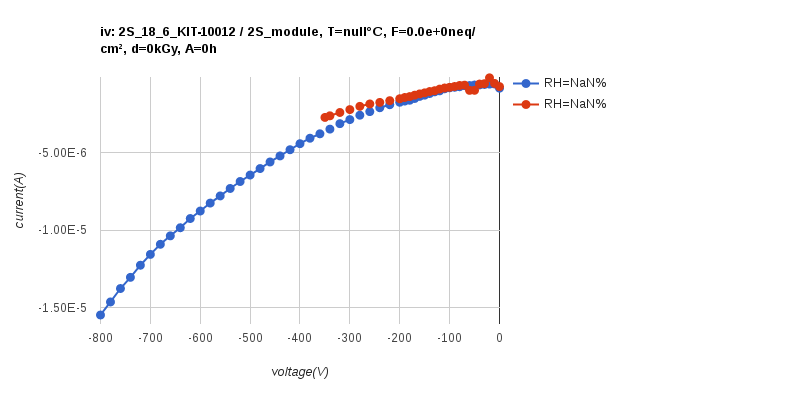 iv: 2S_18_6_KIT-10012 / 2S_module, T=null°C, F=0.0e+0neq/
cm², d=0kGy, A=0h
RH=NaN%
RH=NaN%
-5.00E-6
-1.00E-5
-1.50E-5
current(A)
-800 -700 -600 -500 -400 -300 -200 -100 0
voltage(V)